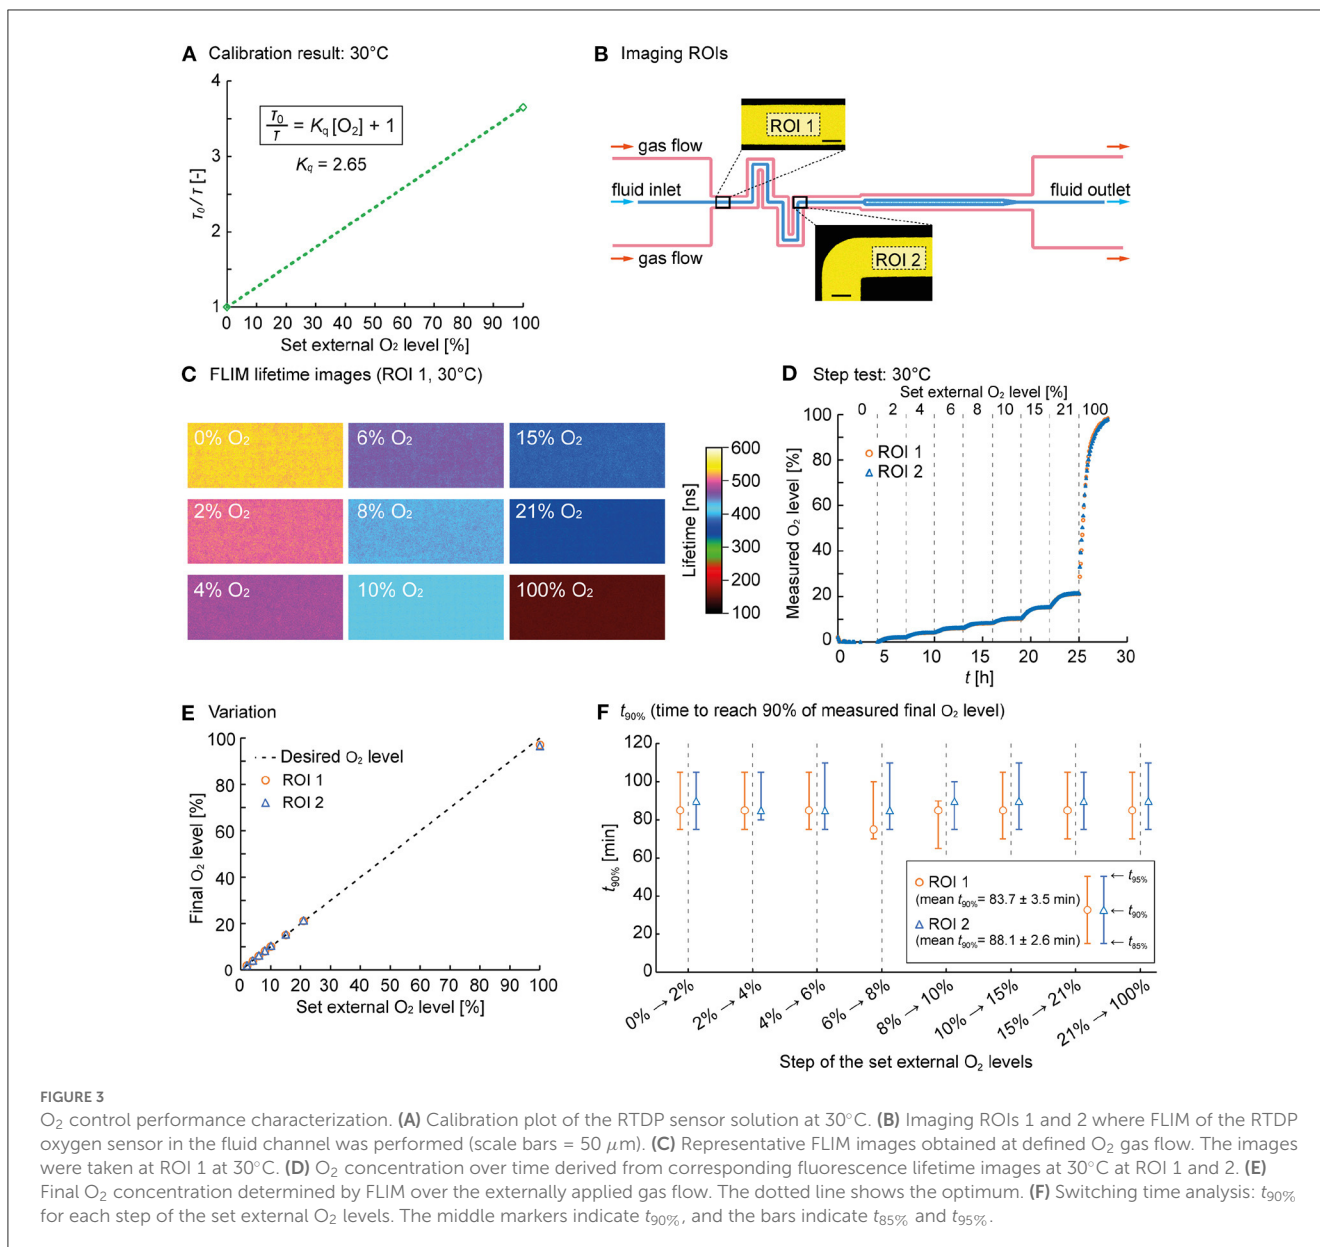 A Calibration result: 30°C
4
3
2
1
τ₀/τ [-]
τ₀/τ = Kq [O₂] + 1
Kq = 2.65
0 10 20 30 40 50 60 70 80 90 100
Set external O₂ level [%]
B Imaging ROIs
ROI 1
gas flow
fluid inlet
fluid outlet
ROI 2
gas flow
C FLIM lifetime images (ROI 1, 30°C)
0% O₂
6% O₂
15% O₂
2% O₂
8% O₂
21% O₂
4% O₂
10% O₂
100% O₂
Lifetime [ns]
600
500
400
300
200
100
D Step test: 30°C
Set external O₂ level [%]
0 2 4 6 8 10 15 21 100
Measured O₂ level [%]
100
80
60
40
20
0
ROI 1
ROI 2
0 5 10 15 20 25 30
t [h]
E Variation
Final O₂ level [%]
100
80
60
40
20
0
Desired O₂ level
ROI 1
ROI 2
0 10 20 30 40 50 60 70 80 90 100
Set external O₂ level [%]
F t90% (time to reach 90% of measured final O₂ level)
t90% [min]
120
100
80
60
40
20
0
ROI 1
(mean t90%= 83.7 ± 3.5 min)
ROI 2
(mean t90%= 88.1 ± 2.6 min)
← t95%
← t90%
← t85%
0% → 2%
2% → 4%
4% → 6%
6% → 8%
8% → 10%
10% → 15%
15% → 21%
21% → 100%
Step of the set external O₂ levels
FIGURE 3
O₂ control performance characterization. (A) Calibration plot of the RTDP sensor solution at 30°C. (B) Imaging ROIs 1 and 2 where FLIM of the RTDP
oxygen sensor in the fluid channel was performed (scale bars = 50 μm). (C) Representative FLIM images obtained at defined O₂ gas flow. The images
were taken at ROI 1 at 30°C. (D) O₂ concentration over time derived from corresponding fluorescence lifetime images at 30°C at ROI 1 and 2. (E)
Final O₂ concentration determined by FLIM over the externally applied gas flow. The dotted line shows the optimum. (F) Switching time analysis: t90%
for each step of the set external O₂ levels. The middle markers indicate t90%, and the bars indicate t85% and t95%.